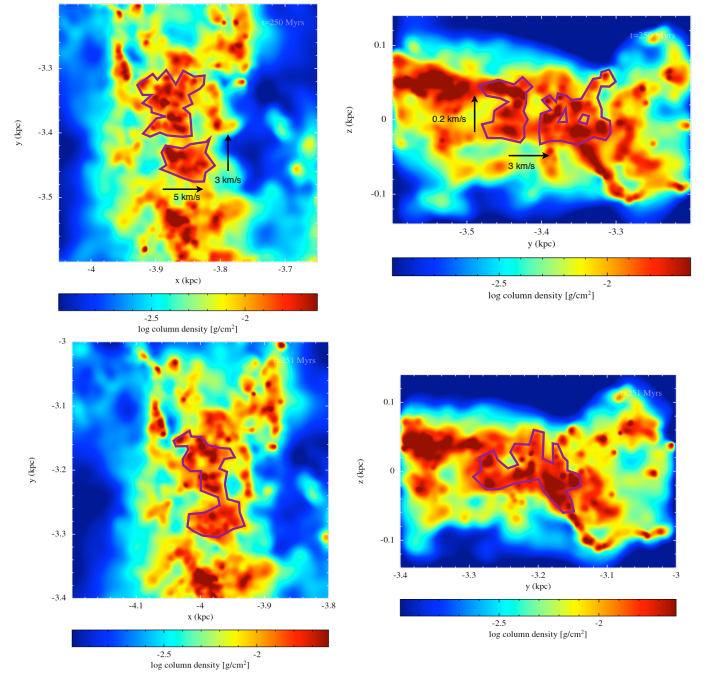 t=250 Myrs
-3.3
-3.4
-3.5
y (kpc)
3 km/s
5 km/s
-4
-3.9
-3.8
-3.7
x (kpc)
-2.5
-2
log column density [g/cm²]
0.1
0
-0.1
z (kpc)
0.2 km/s
3 km/s
-3.5
-3.4
-3.3
y (kpc)
-2.5
-2
log column density [g/cm²]
-3
-3.1
-3.2
-3.3
-3.4
y (kpc)
251 Myrs
-4.1
-4
-3.9
-3.8
x (kpc)
-2.5
-2
log column density [g/cm²]
0.1
0
-0.1
z (kpc)
Myrs
-3.4
-3.3
-3.2
-3.1
-3
y (kpc)
-2.5
-2
log column density [g/cm²]